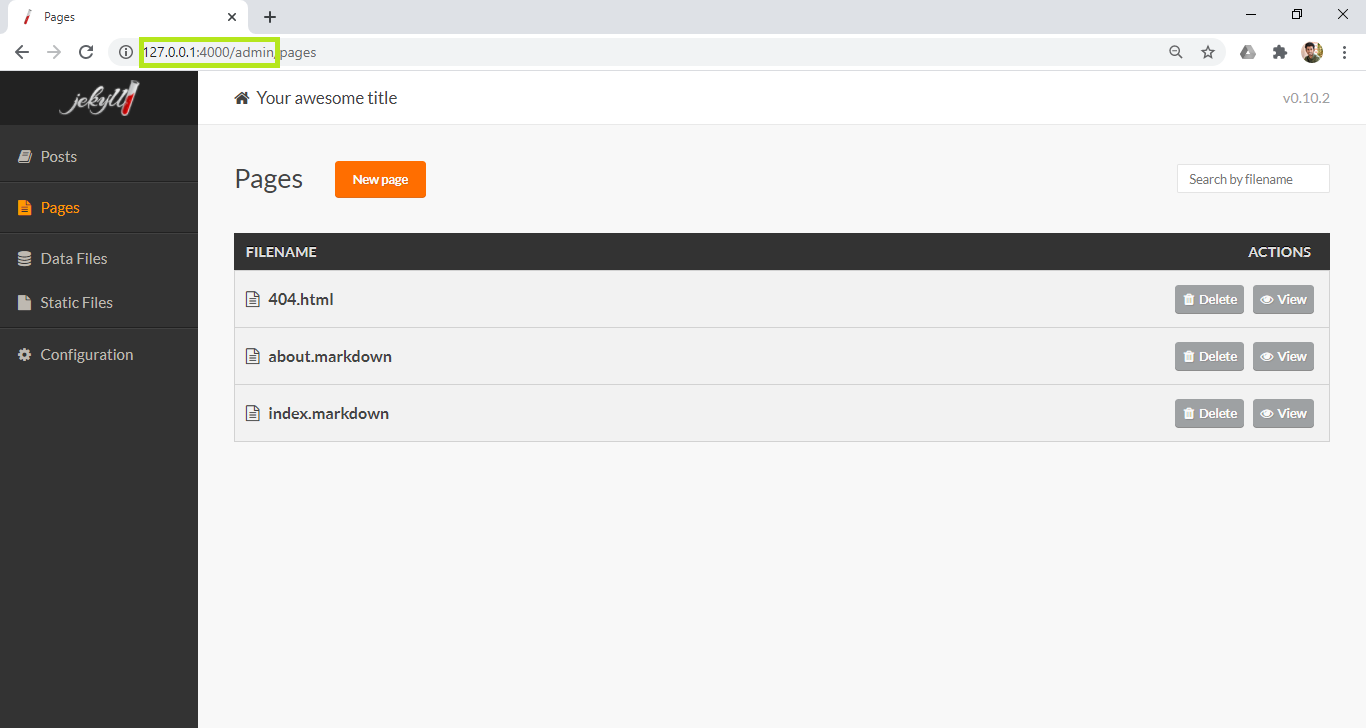 Pages
127.0.0.1:4000/admin/pages
jekyll
Your awesome title
v0.10.2
Posts
Pages
Data Files
Static Files
Configuration
Pages
New page
Search by filename
FILENAME ACTIONS
404.html Delete View
about.markdown Delete View
index.markdown Delete View